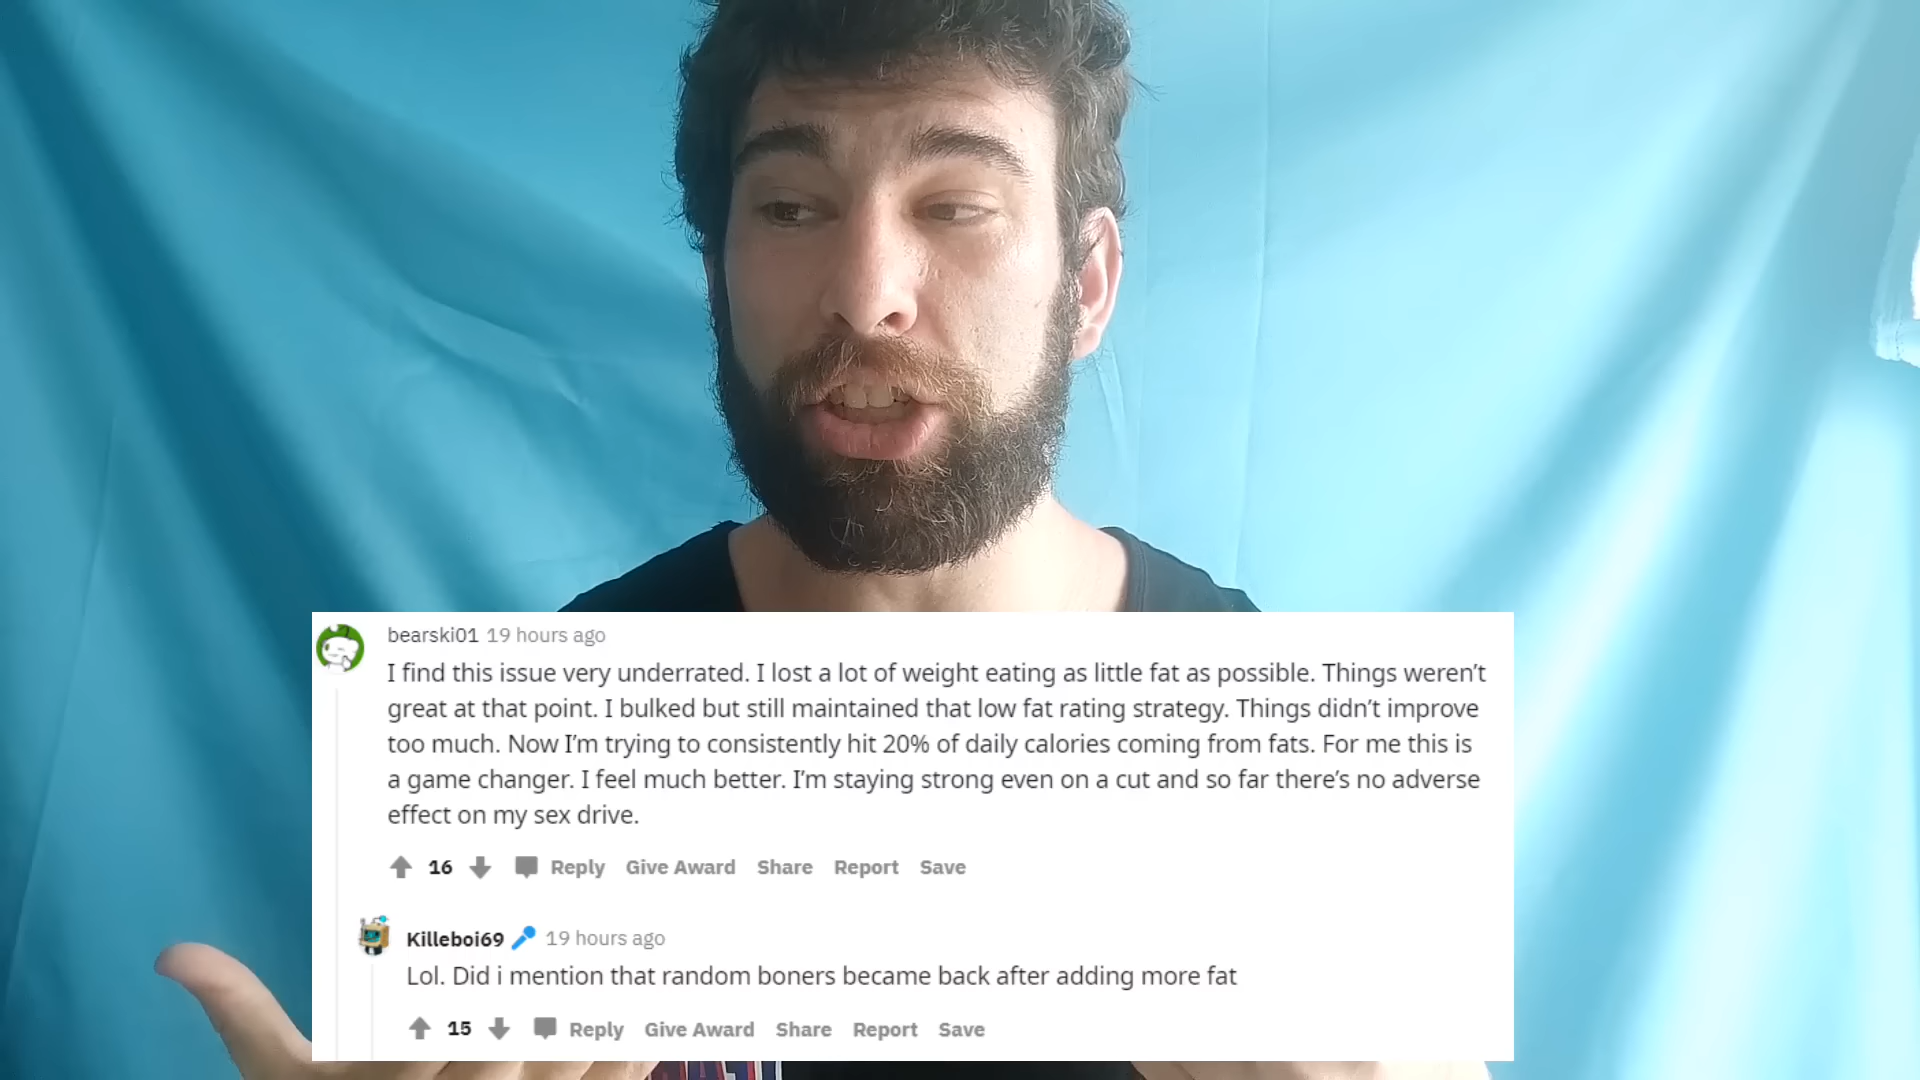 bearski01 19 hours ago
I find this issue very underrated. I lost a lot of weight eating as little fat as possible. Things weren't
great at that point. I bulked but still maintained that low fat rating strategy. Things didn't improve
too much. Now I'm trying to consistently hit 20% of daily calories coming from fats. For me this is
a game changer. I feel much better. I'm staying strong even on a cut and so far there's no adverse
effect on my sex drive.
16 Reply Give Award Share Report Save
Killeboi69 19 hours ago
Lol. Did i mention that random boners became back after adding more fat
15 Reply Give Award Share Report Save